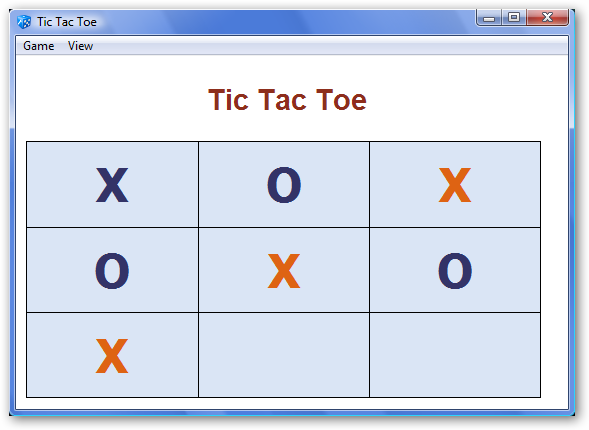 Tic Tac Toe
Game View
Tic Tac Toe
X O X
O X O
X